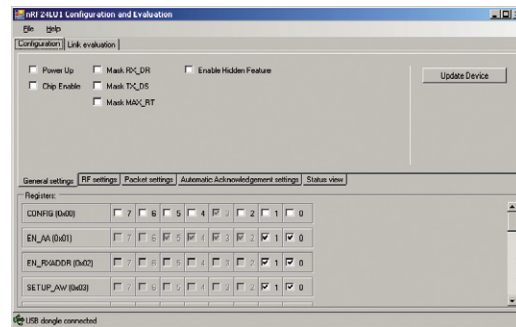 nRF24LU1 Configuration and Evaluation
File Help
Configuration Link evaluation
Power Up Mask RX_DR Enable Hidden Feature Update Device
Chip Enable Mask TX_DS
Mask MAX_RT
General settings RF settings Packet settings Automatic Acknowledgement settings Status view
Registers:
CONFIG (0x00) 7 6 5 4 3 2 1 0
EN_AA (0x01) 7 6 5 4 3 2 1 0
EN_RXADDR (0x02) 7 6 5 4 3 2 1 0
SETUP_AW (0x03) 7 6 5 4 3 2 1 0
USB dongle connected